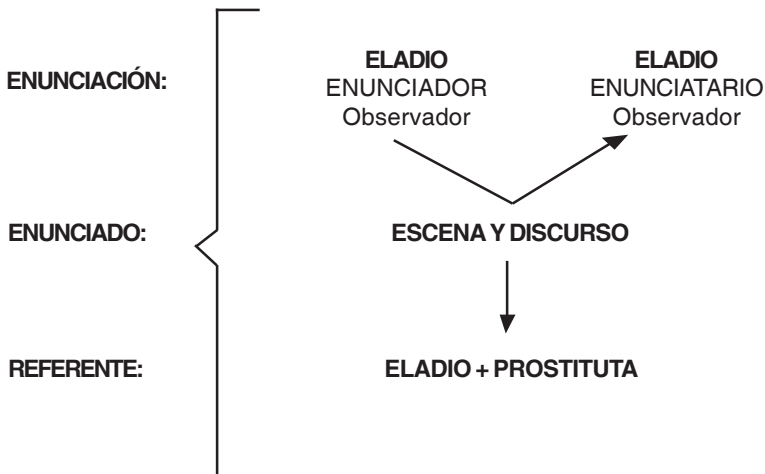 ENUNCIACIÓN:
ELADIO
ENUNCIADOR
Observador
ELADIO
ENUNCIATARIO
Observador
ENUNCIADO:
ESCENA Y DISCURSO
REFERENTE:
ELADIO + PROSTITUTA